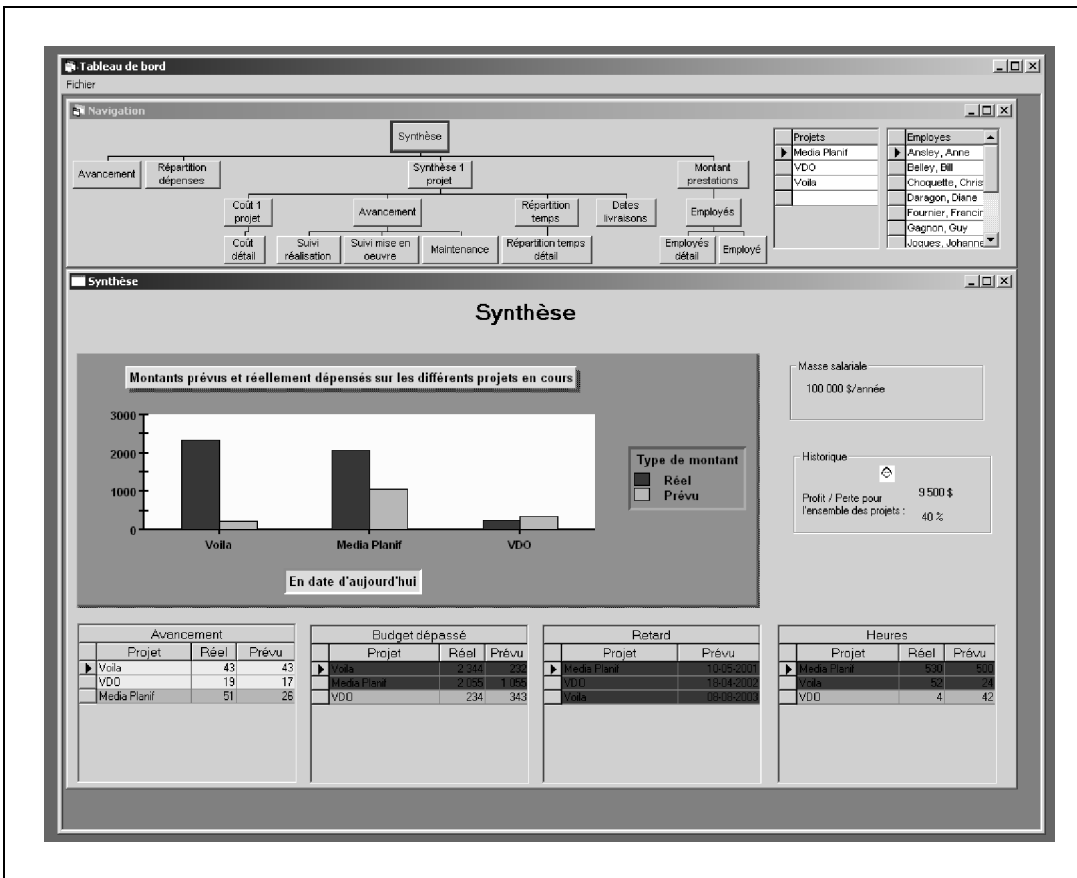 Tableau de bord
Fichier
Navigation
Synthèse
Avancement
Répartition
dépenses
Synthèse 1
projet
Montant
prestations
Coût 1
projet
Avancement
Répartition
temps
Dates
livraisons
Employés
Coût
détail
Suivi
réalisation
Suivi mise en
oeuvre
Maintenance
Répartition temps
détail
Employés
détail
Employé
Projets
Media Planif
VDO
Voila
Employes
Ansley, Anne
Belley, Bill
Choquette, Chris
Daragon, Diane
Fournier, Francin
Gagnon, Guy
Jogues, Johanne
Synthèse
Synthèse
Montants prévus et réellement dépensés sur les différents projets en cours
3000
2000
1000
0
Voila
Media Planif
VDO
Type de montant
Réel
Prévu
En date d'aujourd'hui
Masse salariale
100 000 $/année
Historique
Profit / Perte pour
l'ensemble des projets :
9 500 $
40 %
Avancement
Projet Réel Prévu
Voila 43 43
VDO 19 17
Media Planif 51 26
Budget dépassé
Projet Réel Prévu
Voila 2 344 232
Media Planif 2 055 1 055
VDO 234 343
Retard
Projet Prévu
Media Planif 10-05-2001
VDO 18-04-2002
Voila 08-08-2003
Heures
Projet Réel Prévu
Media Planif 530 500
Voila 52 24
VDO 4 42